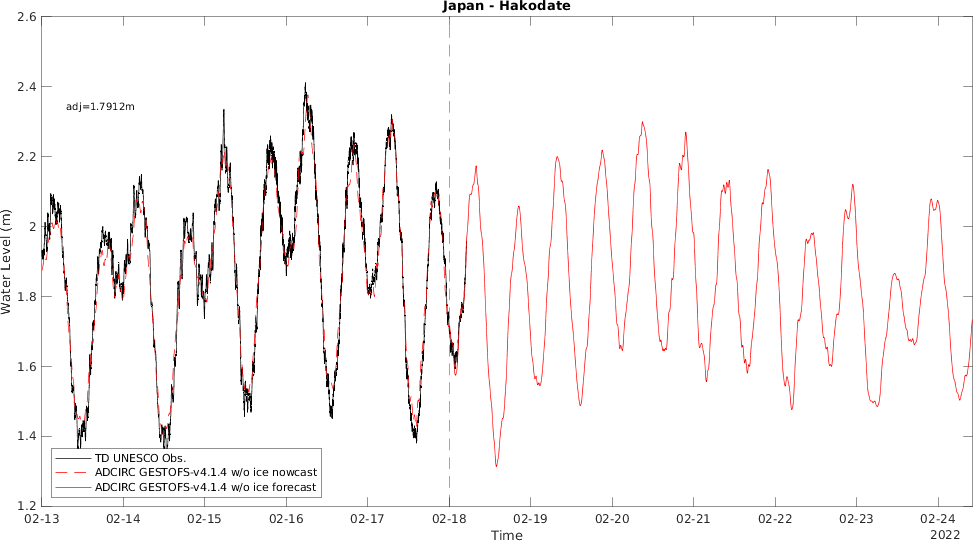 Japan - Hakodate
2.6
2.4
2.2
2
1.8
1.6
1.4
1.2
Water Level (m)
adj=1.7912m
TD UNESCO Obs.
ADCIRC GESTOFS-v4.1.4 w/o ice nowcast
ADCIRC GESTOFS-v4.1.4 w/o ice forecast
02-13 02-14 02-15 02-16 02-17 02-18 02-19 02-20 02-21 02-22 02-23 02-24
2022
Time